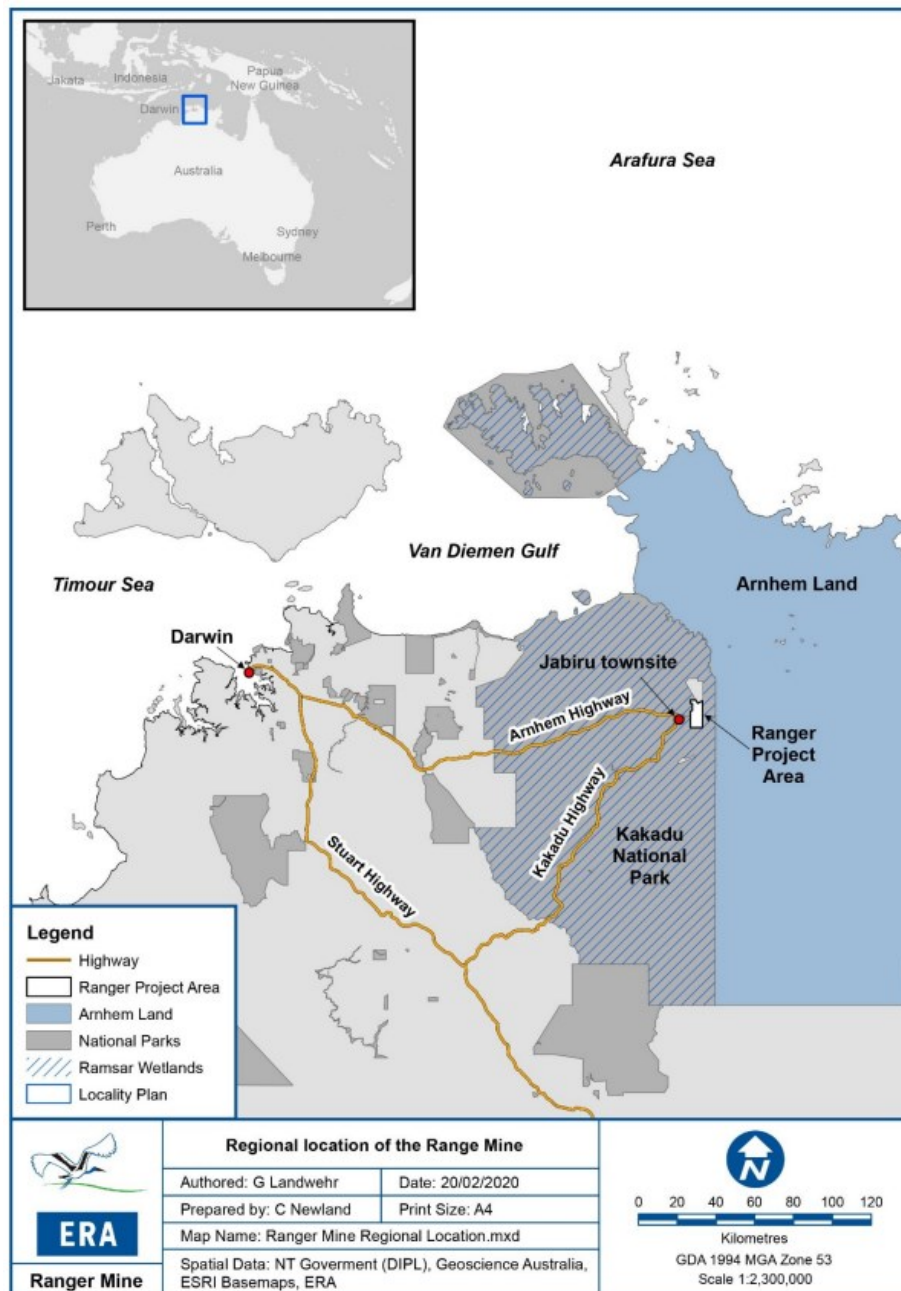 Papua
New Guinea
Indonesia
Jakata
Darwin
Australia
Perth
Sydney
Melbourne
Arafura Sea
Van Diemen Gulf
Timour Sea
Arnhem Land
Darwin
Jabiru townsite
Arnhem Highway
Ranger
Project
Area
Kakadu Highway
Kakadu
National
Park
Stuart Highway
Legend
Highway
Ranger Project Area
Arnhem Land
National Parks
Ramsar Wetlands
Locality Plan
ERA
Ranger Mine
Regional location of the Range Mine
Authored: G Landwehr
Date: 20/02/2020
Prepared by: C Newland
Print Size: A4
Map Name: Ranger Mine Regional Location.mxd
Spatial Data: NT Goverment (DIPL), Geoscience Australia,
ESRI Basemaps, ERA
N
0 20 40 60 80 100 120
Kilometres
GDA 1994 MGA Zone 53
Scale 1:2,300,000